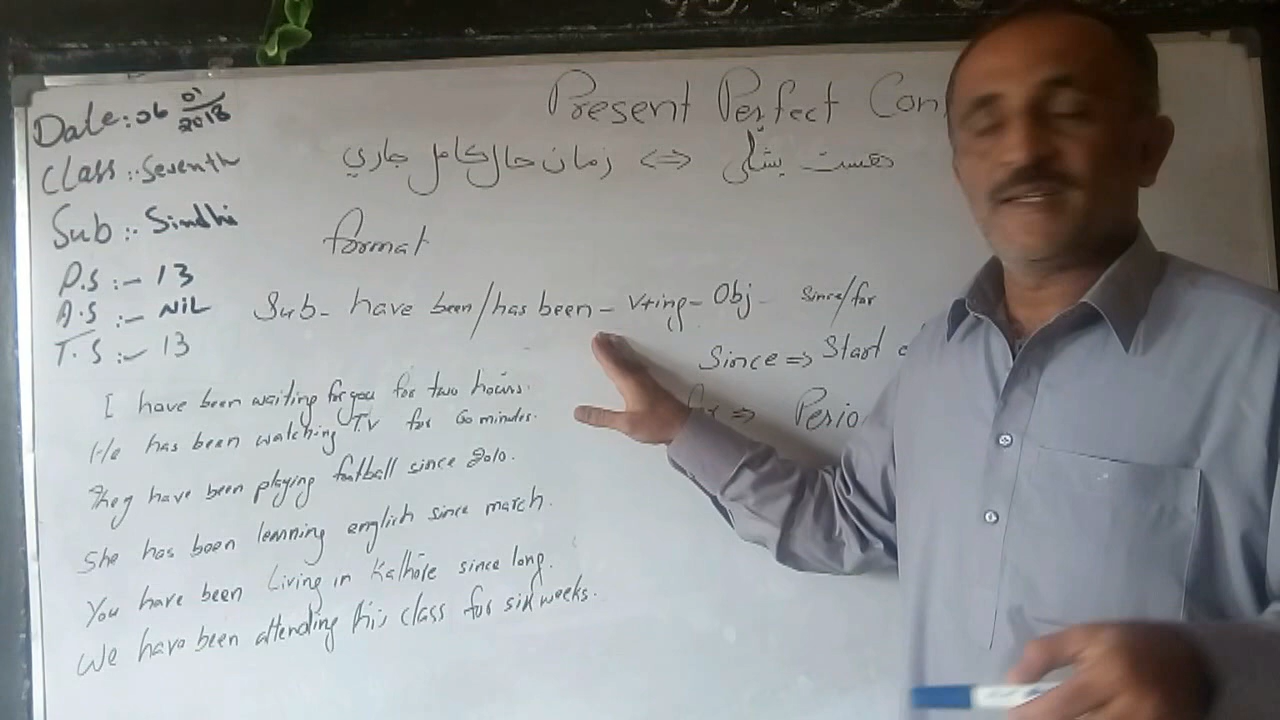 Present Perfect Con
زمان حال ڪامل جاري <=> هست بشلي
Date: 06 01/2018
Class :- Seventh
Sub :- Sindhi
P.S :- 13
A.S :- NiL
T.S :- 13
format
Sub- have been/has been - V+ing - Obj - Since/for
Since => Start
for => Perio
I have been waiting for you for two hours.
He has been watching TV for 60 minutes.
They have been playing football since 2010.
She has been learning english since march.
You have been Living in Kalhore since long.
We have been attending this class for six weeks.